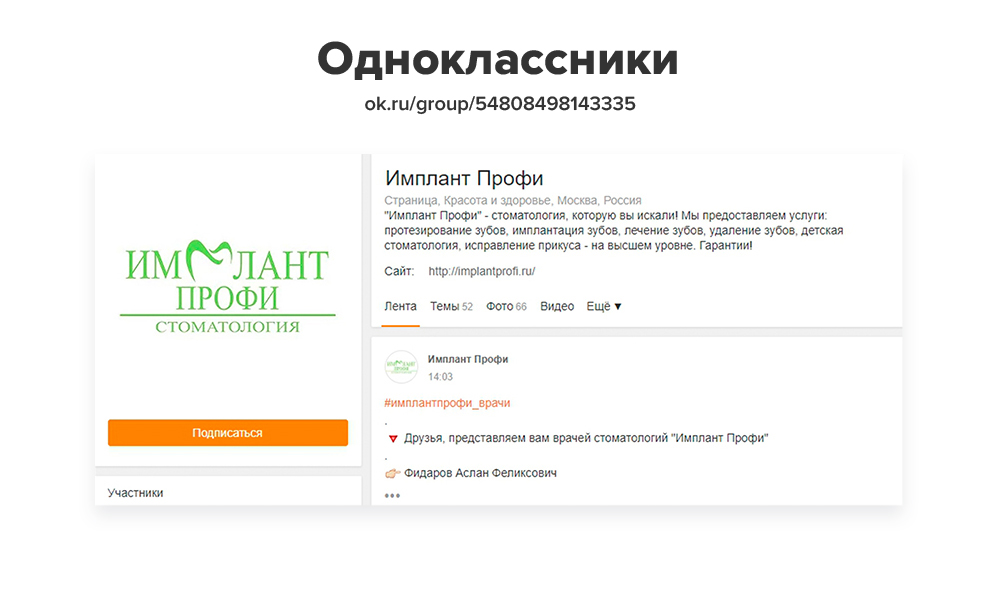 Одноклассники
ok.ru/group/54808498143335
ИМПЛАНТ
ПРОФИ
СТОМАТОЛОГИЯ
Подписаться
Участники
Имплант Профи
Страница, Красота и здоровье, Москва, Россия
"Имплант Профи" - стоматология, которую вы искали! Мы предоставляем услуги:
протезирование зубов, имплантация зубов, лечение зубов, удаление зубов, детская
стоматология, исправление прикуса - на высшем уровне. Гарантии!
Сайт: http://implantprofi.ru/
Лента Темы 52 Фото 66 Видео Ещё ▼
Имплант Профи
14:03
#имплантпрофи_врачи
.
🔻 Друзья, представляем вам врачей стоматологий "Имплант Профи"
.
👉 Фидаров Аслан Феликсович
•••